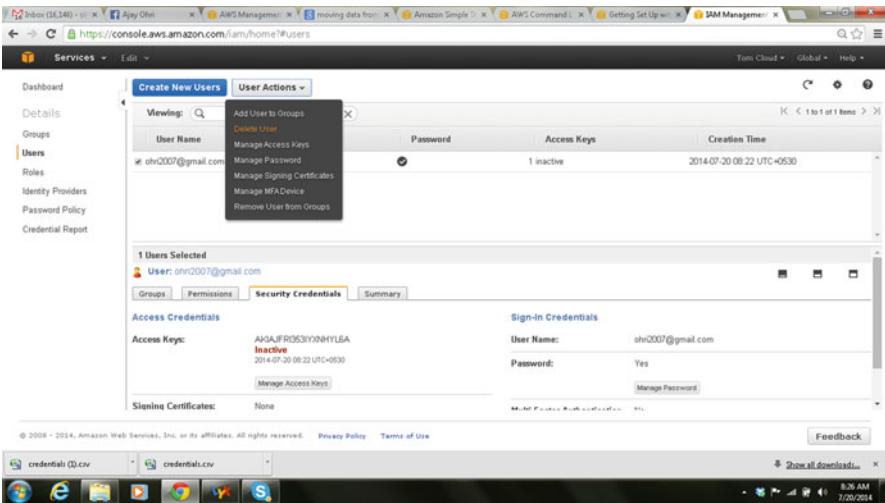 Inbox (16,146) - oh
Ajay Ohri
AWS Managemen
moving data from
Amazon Simple S
AWS Command L
Getting Set Up wit
IAM Managemen
https://console.aws.amazon.com/iam/home?#users
Services Edit
Tom Cloud Global Help
Dashboard
Details
Groups
Users
Roles
Identity Providers
Password Policy
Credential Report
Create New Users User Actions
Viewing:
1 to 1 of 1 Items
Add User to Groups
Delete User
Manage Access Keys
Manage Password
Manage Signing Certificates
Manage MFA Device
Remove User from Groups
User Name Password Access Keys Creation Time
ohri2007@gmail.com 1 inactive 2014-07-20 08:22 UTC+0530
1 Users Selected
User: ohri2007@gmail.com
Groups Permissions Security Credentials Summary
Access Credentials
Access Keys:
Inactive
2014-07-20 08:22 UTC+0530
Manage Access Keys
Signing Certificates: None
Sign-In Credentials
User Name: ohri2007@gmail.com
Password: Yes
Manage Password
Multi-Factor Authentication No
© 2008 - 2014, Amazon Web Services, Inc. or its affiliates. All rights reserved. Privacy Policy Terms of Use
Feedback
credentials (1).csv
credentials.csv
Show all downloads...
8:26 AM
7/20/2014